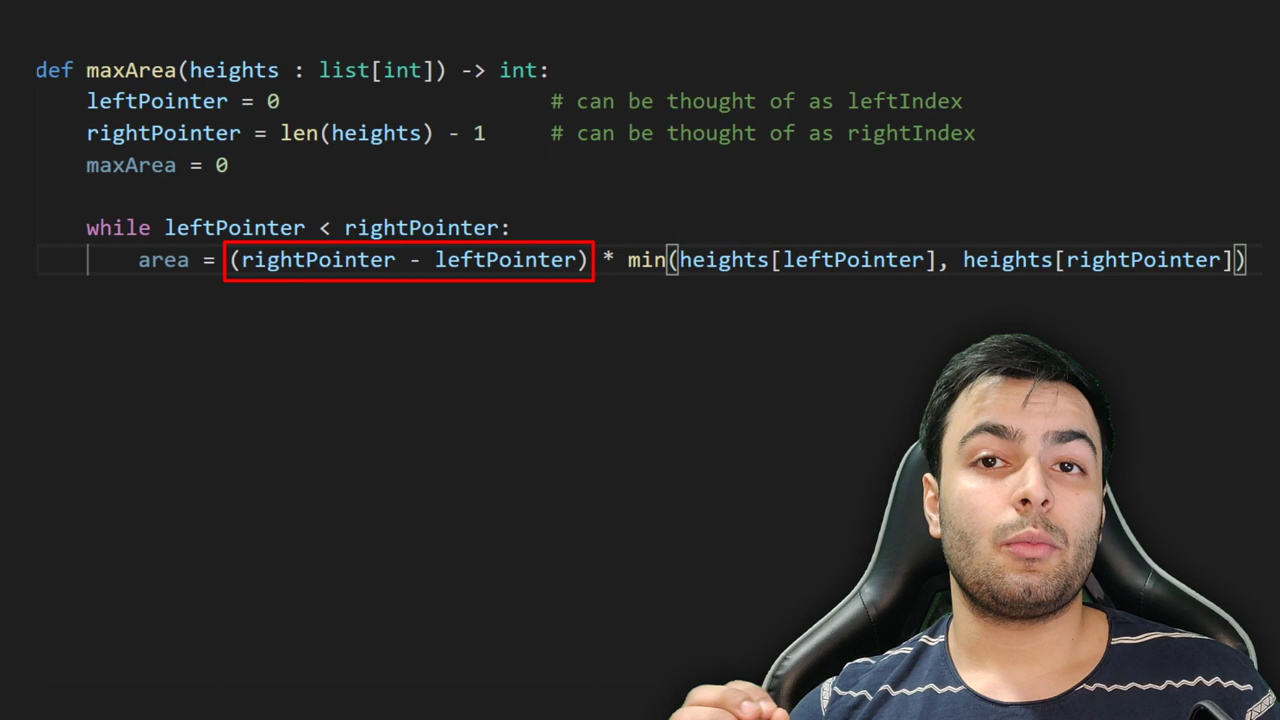 def maxArea(heights : list[int]) -> int:
leftPointer = 0 # can be thought of as leftIndex
rightPointer = len(heights) - 1 # can be thought of as rightIndex
maxArea = 0
while leftPointer < rightPointer:
area = (rightPointer - leftPointer) * min(heights[leftPointer], heights[rightPointer])